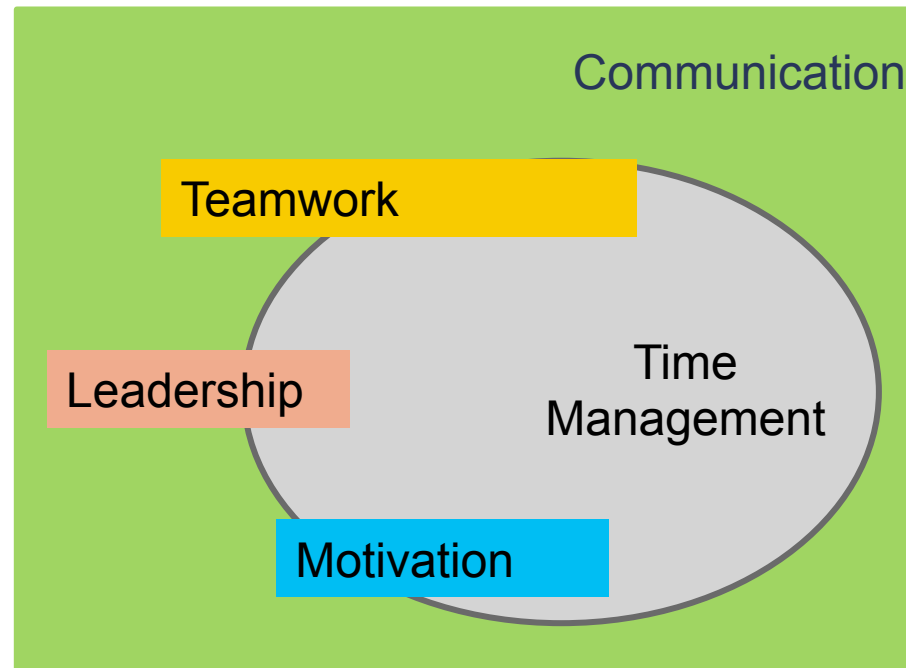 Communication
Teamwork
Leadership
Time
Management
Motivation